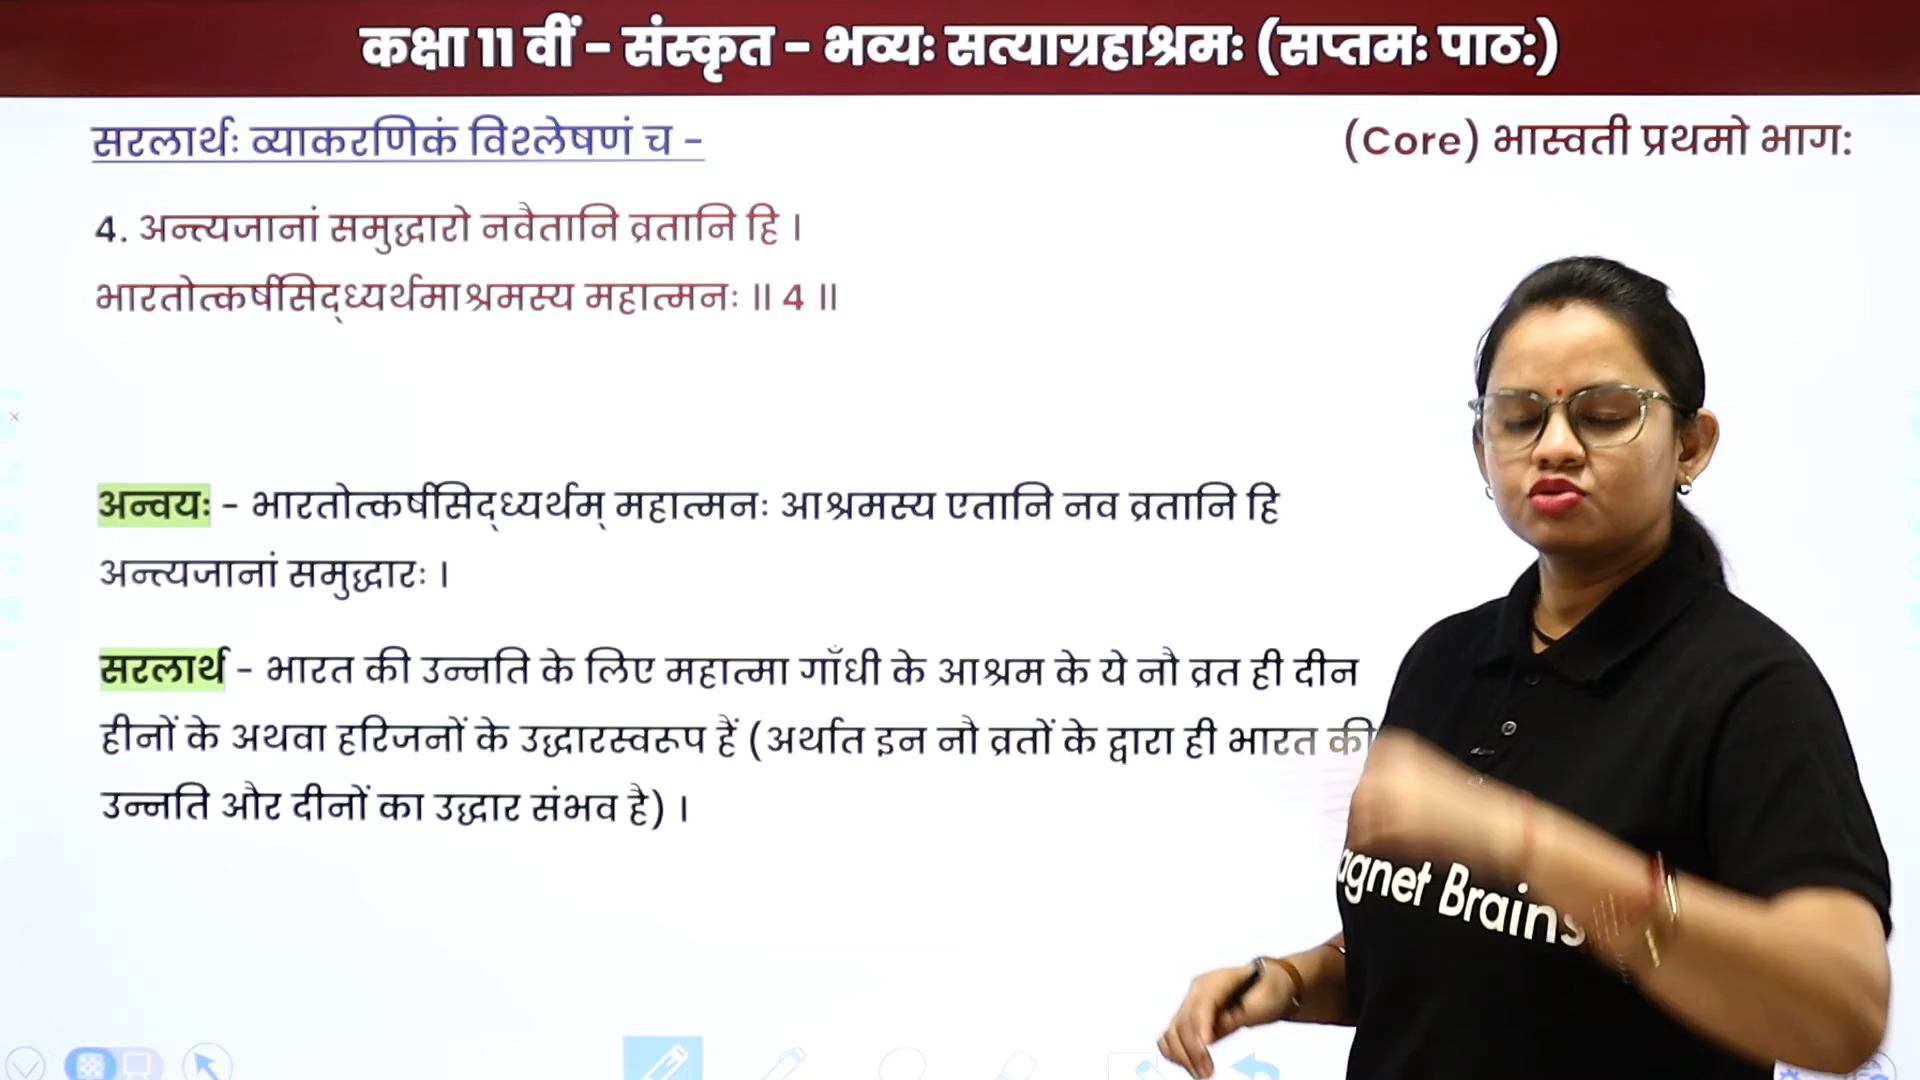 कक्षा 11 वीं - संस्कृत - भव्यः सत्याग्रहाश्रमः (सप्तमः पाठः)
सरलार्थः व्याकरणिकं विश्लेषणं च -
(Core) भास्वती प्रथमो भागः
4. अन्त्यजानां समुद्धारो नवैतानि व्रतानि हि ।
भारतोत्कर्षसिद्ध्यर्थमाश्रमस्य महात्मनः ॥ 4 ॥
अन्वयः - भारतोत्कर्षसिद्ध्यर्थम् महात्मनः आश्रमस्य एतानि नव व्रतानि हि
अन्त्यजानां समुद्धारः ।
सरलार्थ - भारत की उन्नति के लिए महात्मा गाँधी के आश्रम के ये नौ व्रत ही दीन
हीनों के अथवा हरिजनों के उद्धारस्वरूप हैं (अर्थात इन नौ व्रतों के द्वारा ही भारत की
उन्नति और दीनों का उद्धार संभव है) ।
agnet Brains